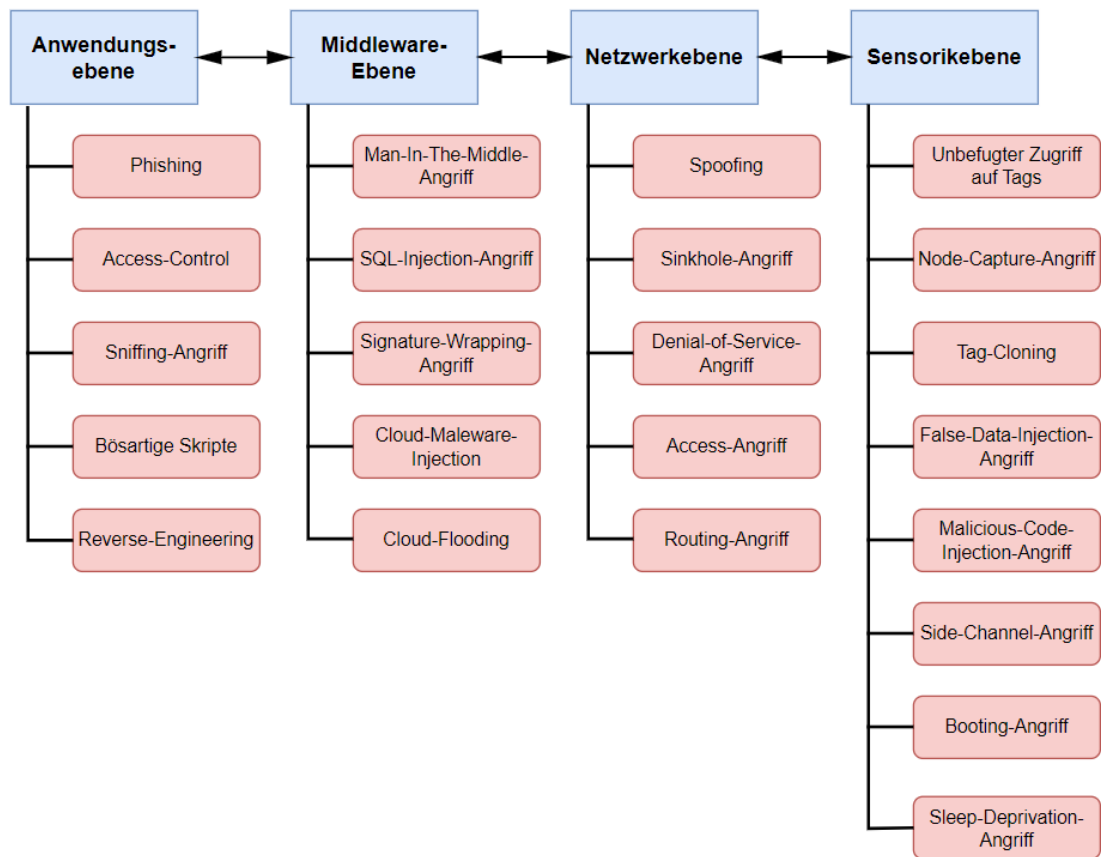 Anwendungs-
ebene
Middleware-
Ebene
Netzwerkebene
Sensorikebene
Phishing
Access-Control
Sniffing-Angriff
Bösartige Skripte
Reverse-Engineering
Man-In-The-Middle-
Angriff
SQL-Injection-Angriff
Signature-Wrapping-
Angriff
Cloud-Maleware-
Injection
Cloud-Flooding
Spoofing
Sinkhole-Angriff
Denial-of-Service-
Angriff
Access-Angriff
Routing-Angriff
Unbefugter Zugriff
auf Tags
Node-Capture-Angriff
Tag-Cloning
False-Data-Injection-
Angriff
Malicious-Code-
Injection-Angriff
Side-Channel-Angriff
Booting-Angriff
Sleep-Deprivation-
Angriff